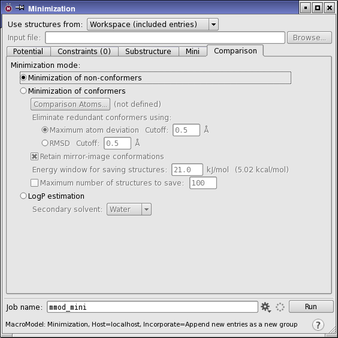 Minimization
Use structures from: Workspace (included entries)
Input file: Browse...
Potential Constraints (0) Substructure Mini Comparison
Minimization mode:
Minimization of non-conformers
Minimization of conformers
Comparison Atoms... (not defined)
Eliminate redundant conformers using:
Maximum atom deviation Cutoff: 0.5 Å
RMSD Cutoff: 0.5 Å
Retain mirror-image conformations
Energy window for saving structures: 21.0 kJ/mol (5.02 kcal/mol)
Maximum number of structures to save: 100
LogP estimation
Secondary solvent: Water
Job name: mmod_mini Run
MacroModel: Minimization, Host=localhost, Incorporate=Append new entries as a new group ?